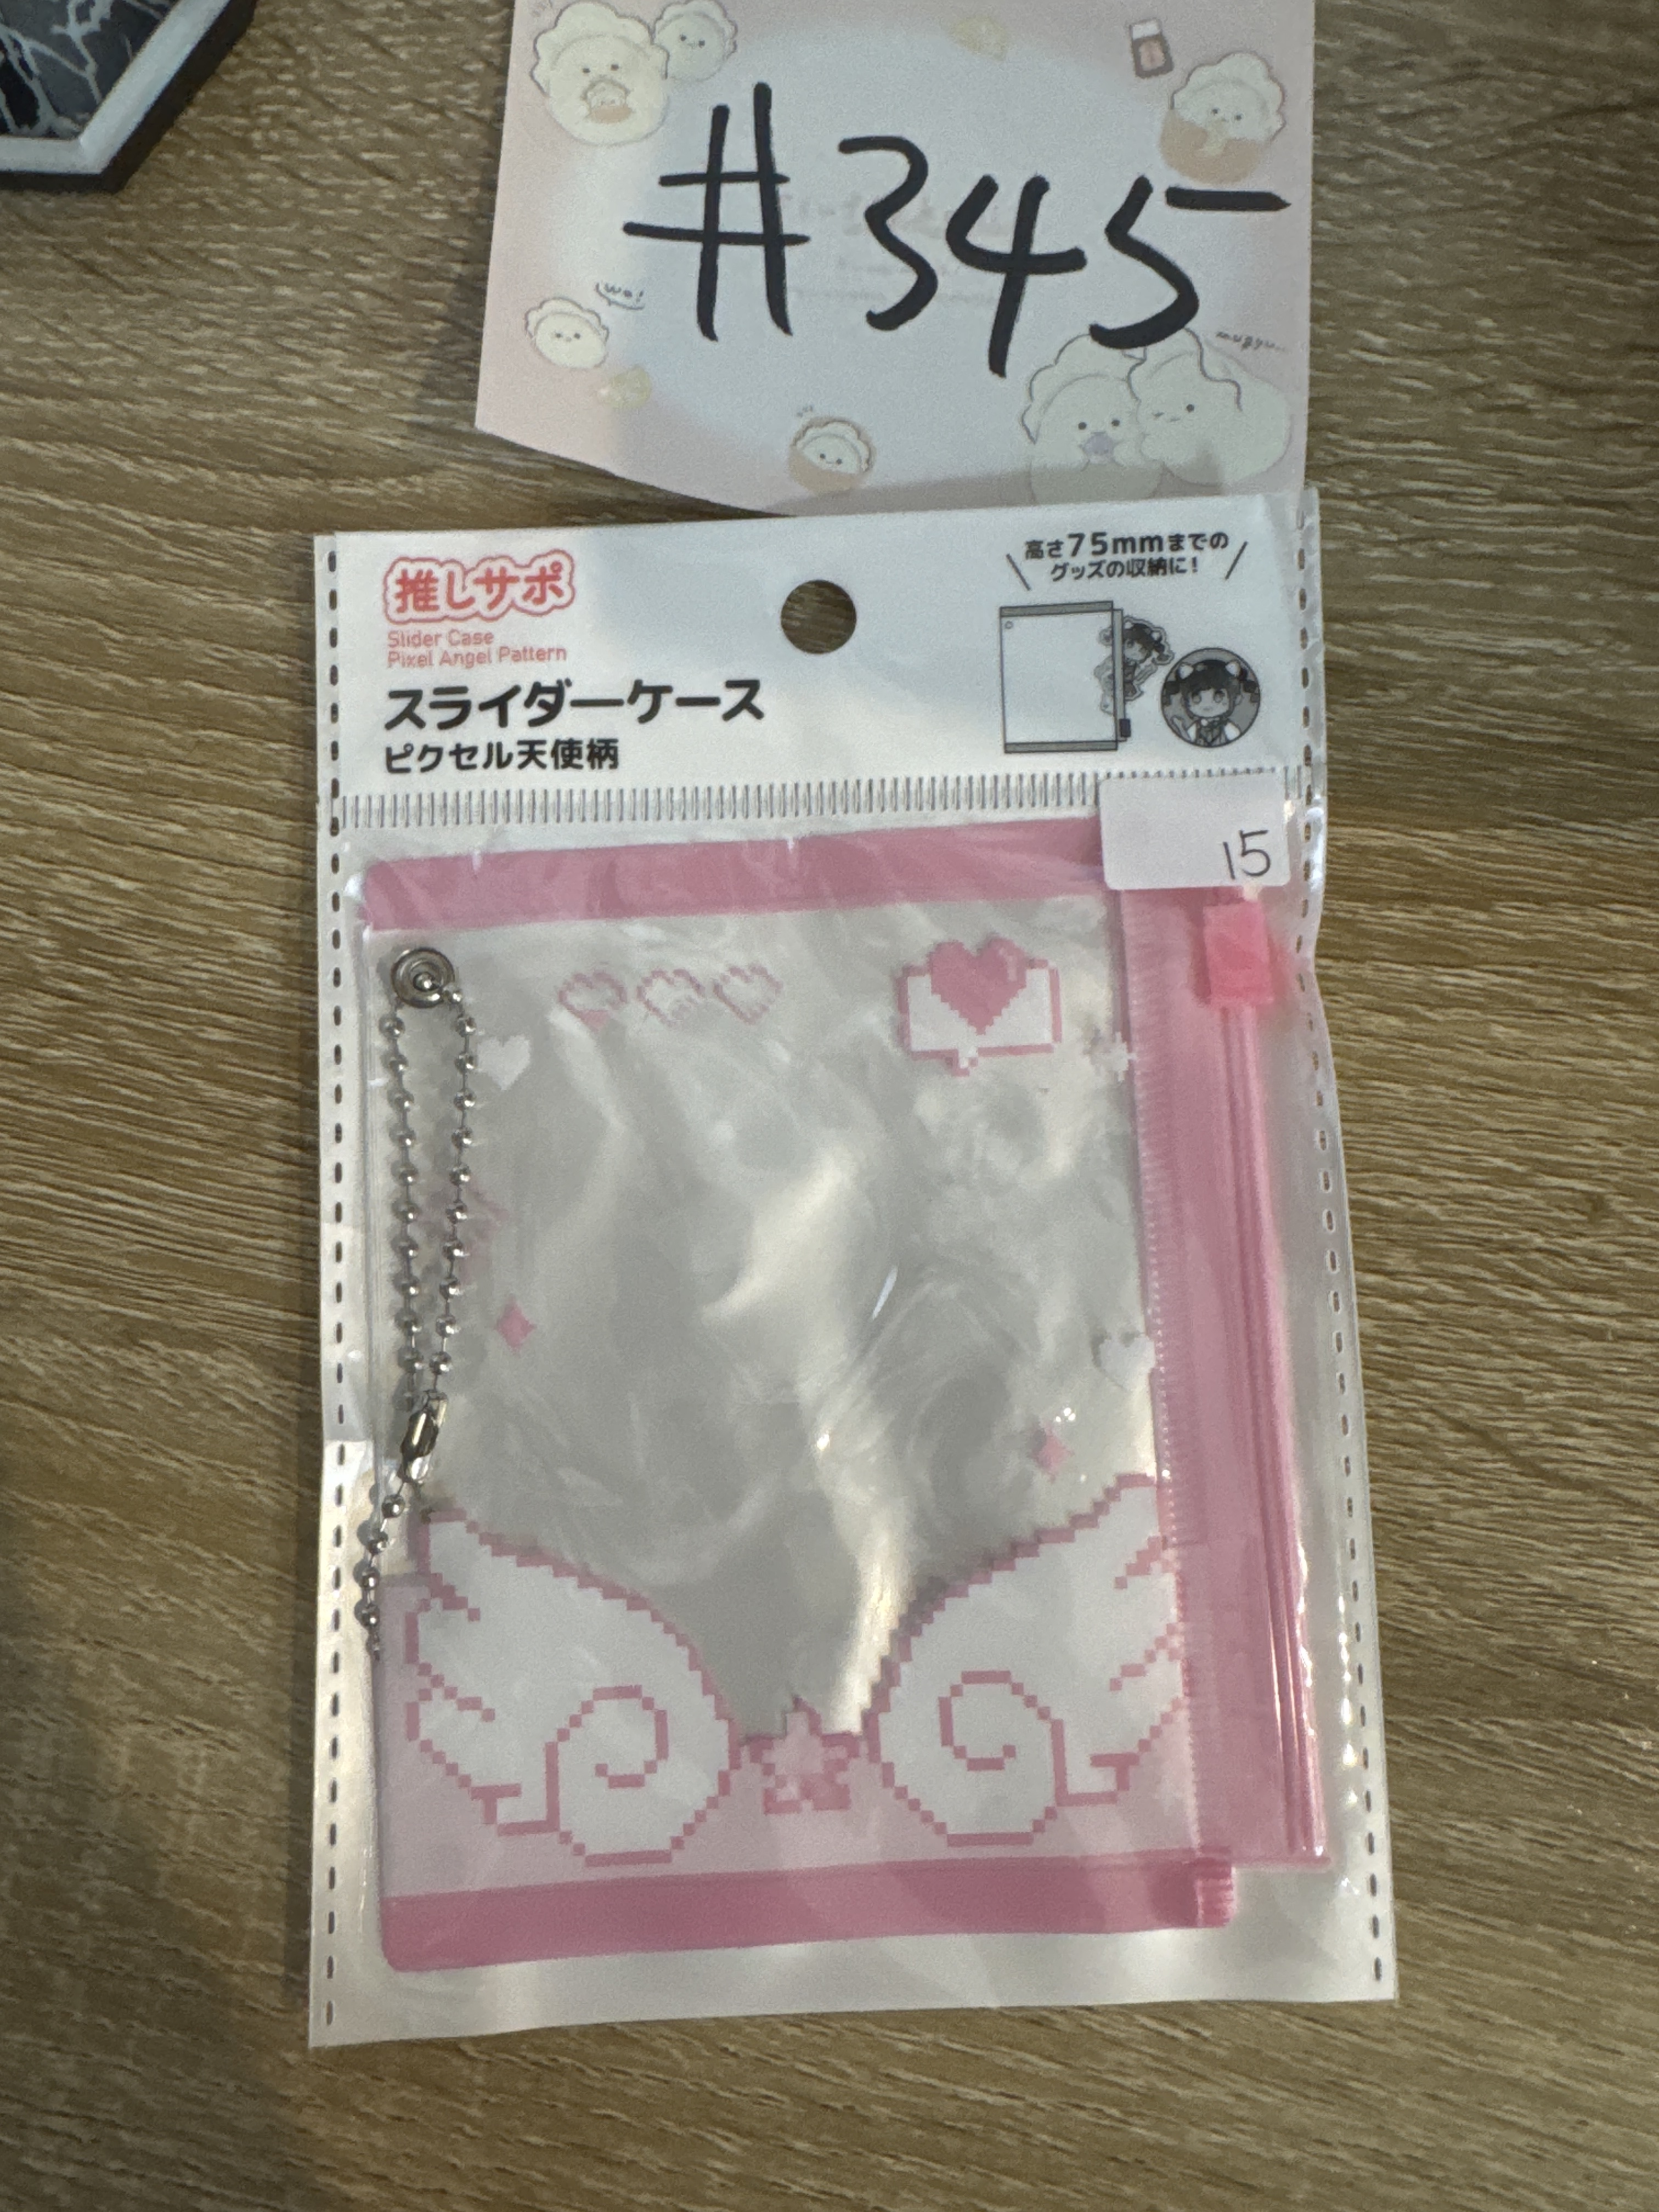 #345
wo!
mugyu...
推しサポ
Slider Case
Pixel Angel Pattern
スライダーケース
ピクセル天使柄
高さ75mmまでの
グッズの収納に!
15